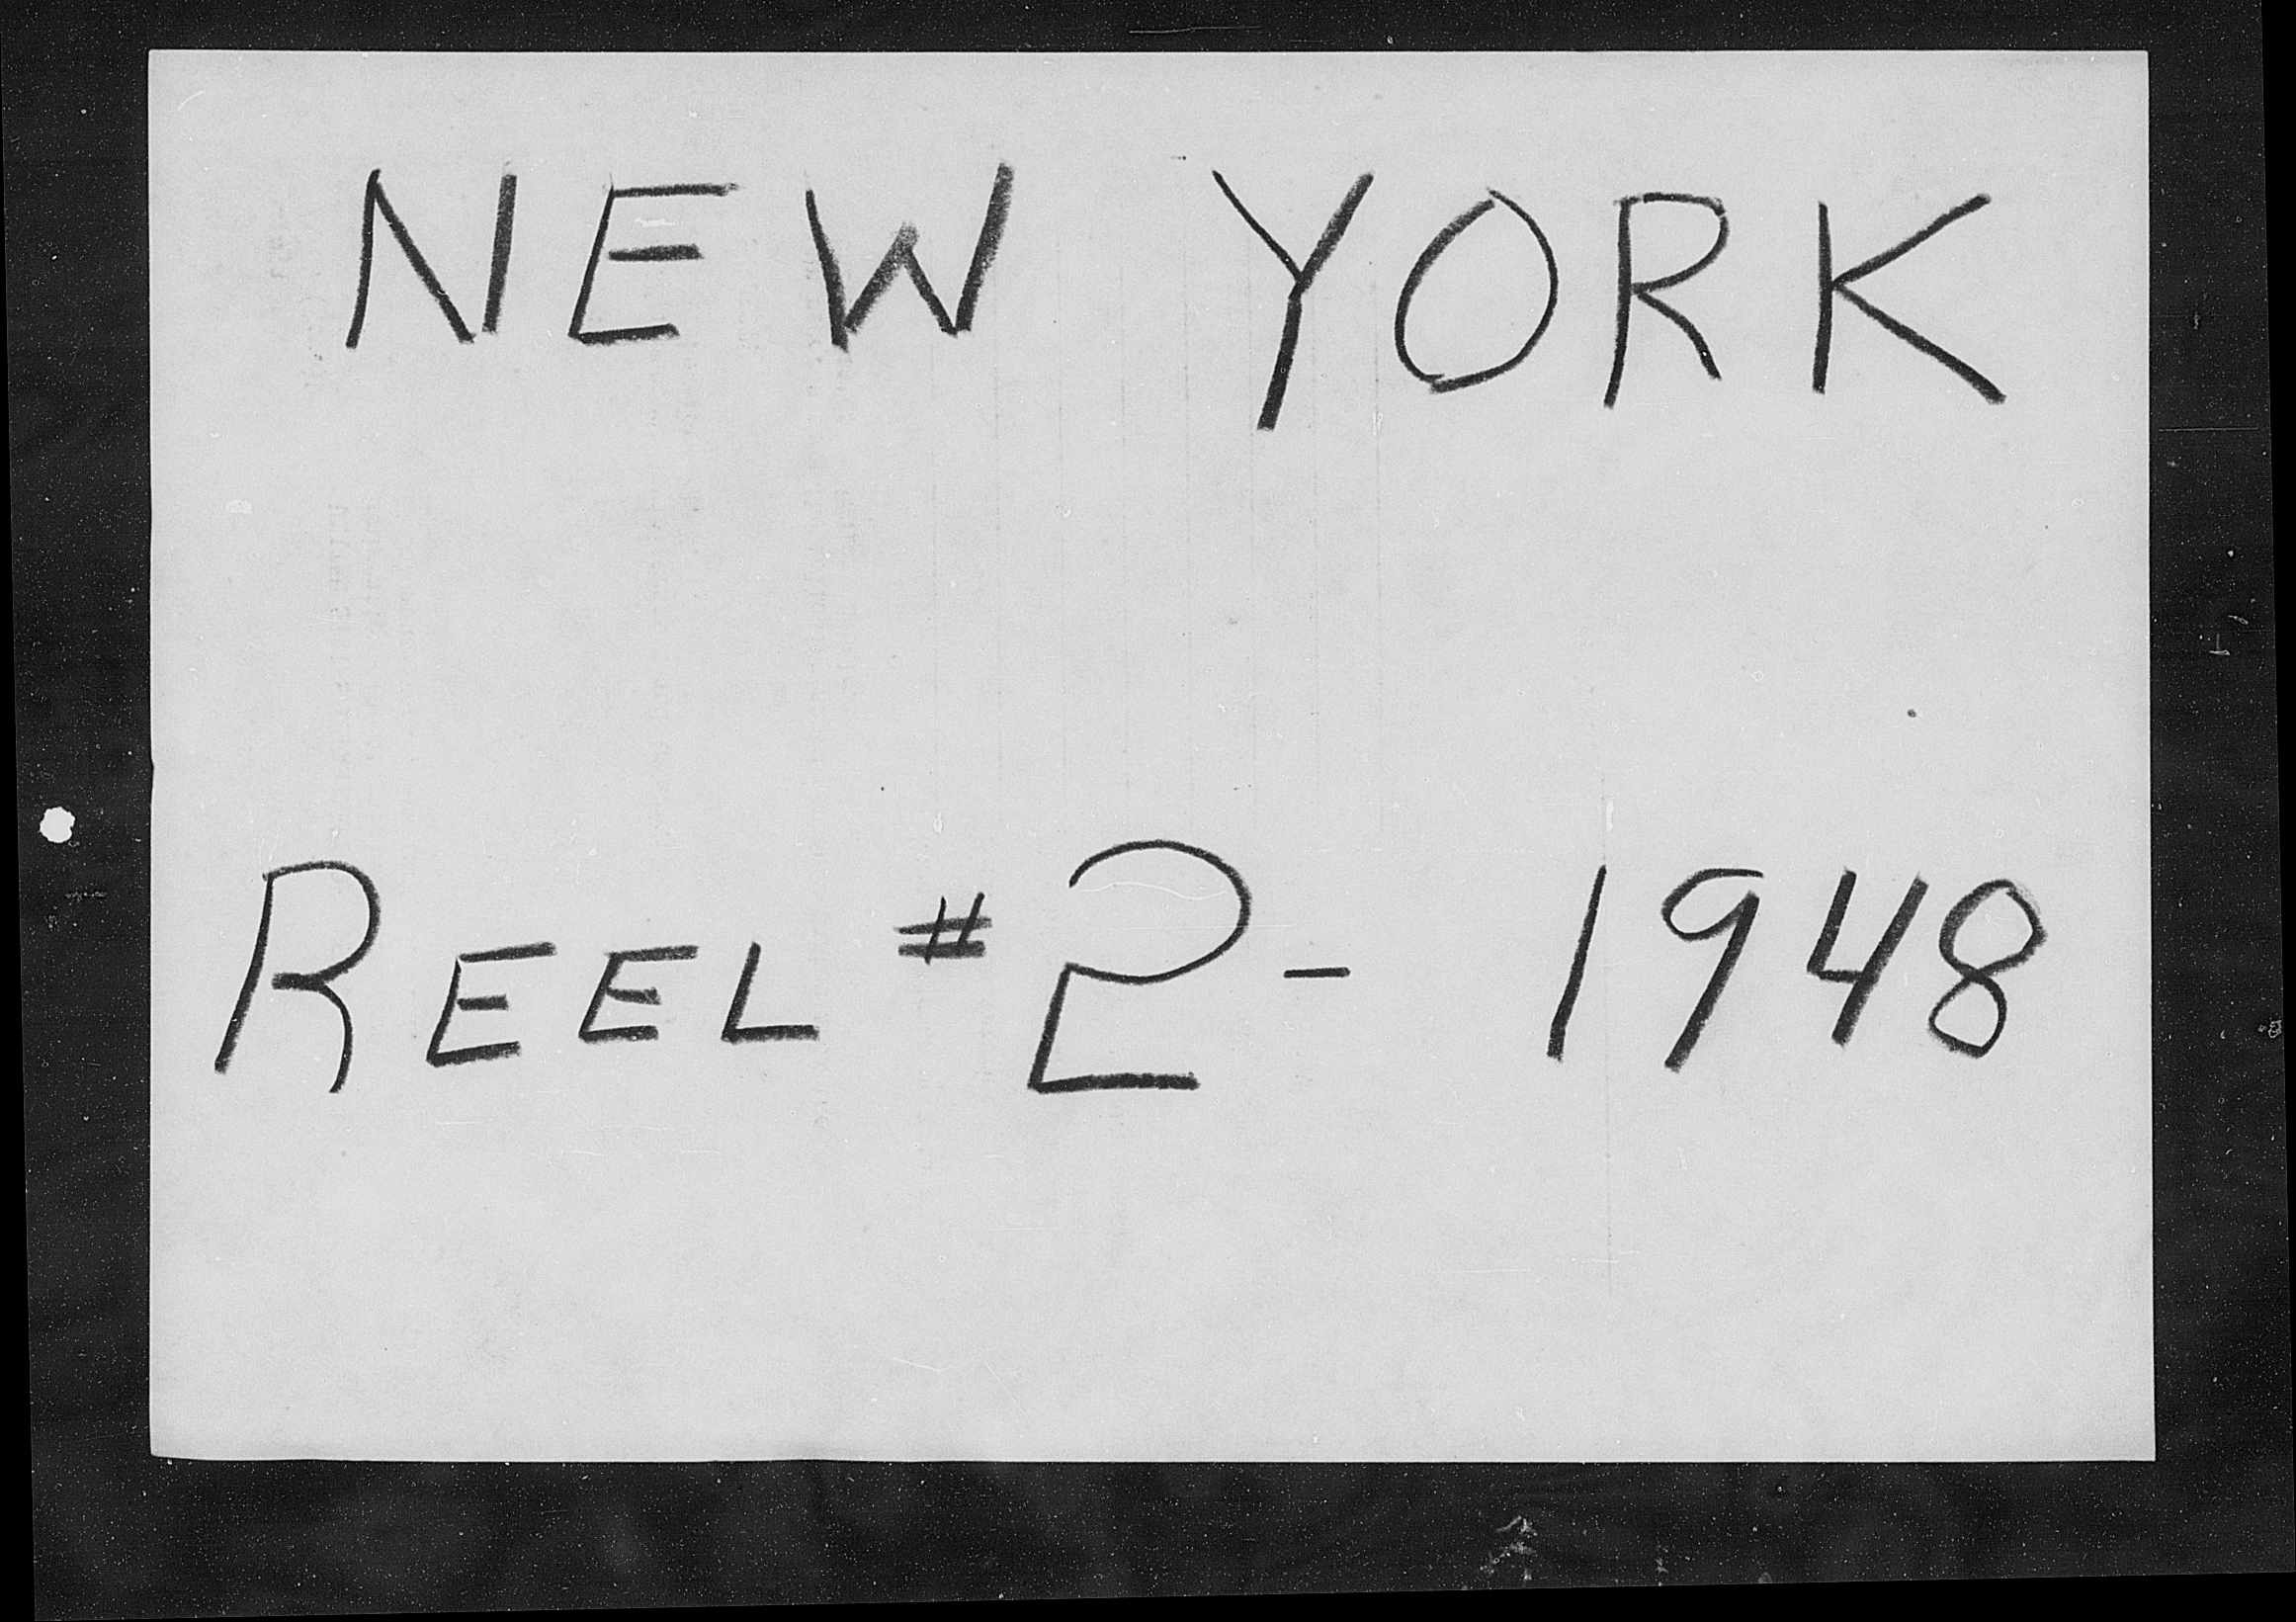 NEW YORK
REEL #2- 1948